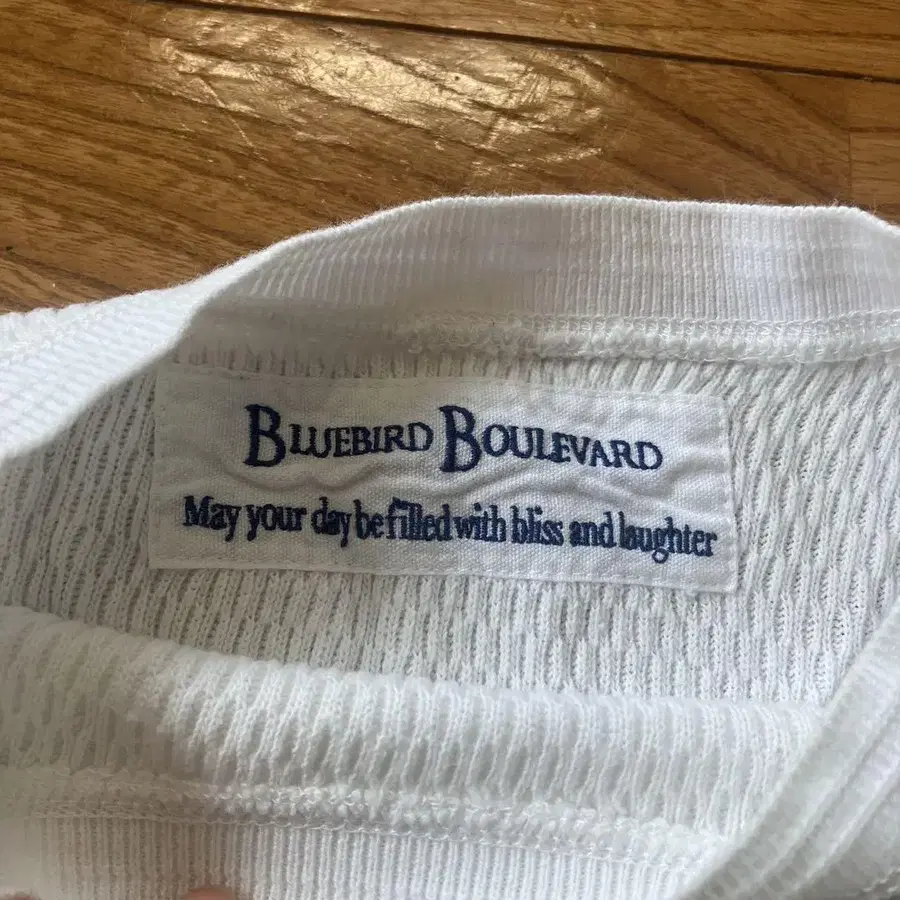 BLUEBIRD BOULEVARD
May your day be filled with bliss and laughter